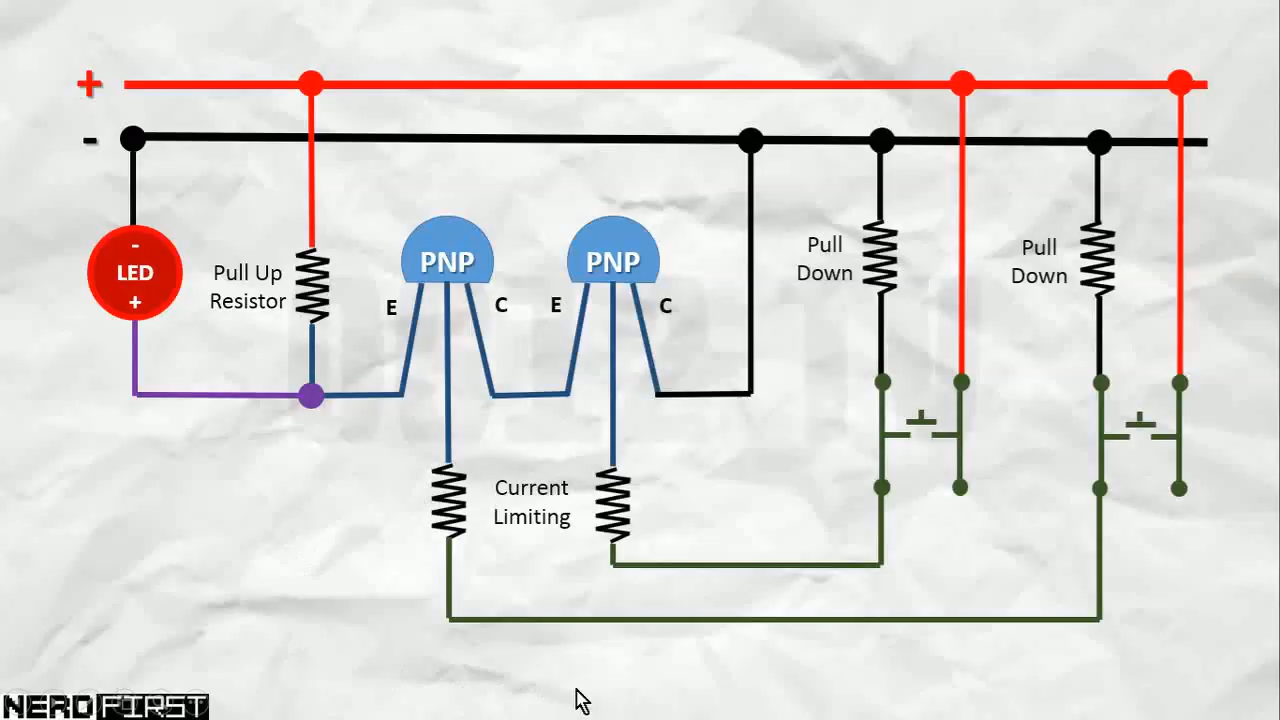 +
-
-
LED
+
Pull Up
Resistor
PNP
E
C
PNP
E
C
Pull
Down
Pull
Down
Current
Limiting
NERDFIRST